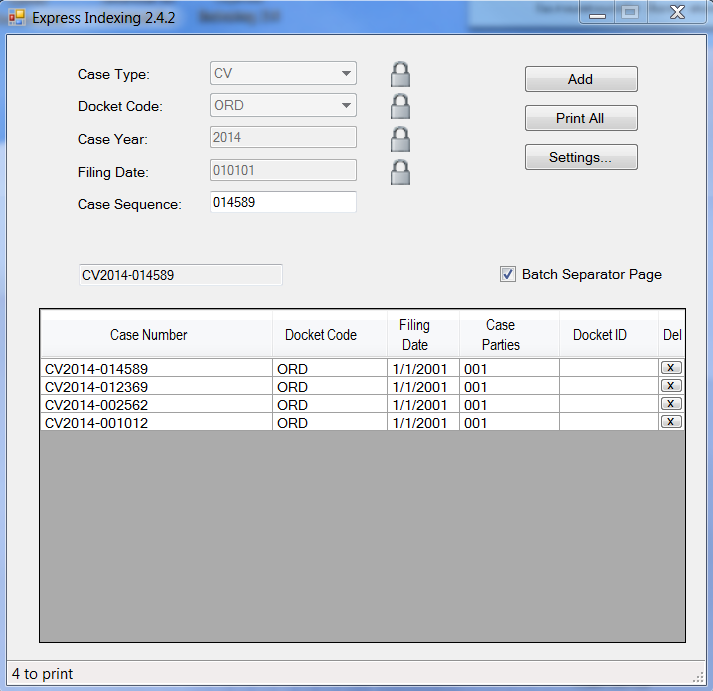 Express Indexing 2.4.2
Case Type: CV
Add
Docket Code: ORD
Print All
Case Year: 2014
Settings...
Filing Date: 010101
Case Sequence: 014589
CV2014-014589
Batch Separator Page
Case Number Docket Code Filing Date Case Parties Docket ID Del
CV2014-014589 ORD 1/1/2001 001 X
CV2014-012369 ORD 1/1/2001 001 X
CV2014-002562 ORD 1/1/2001 001 X
CV2014-001012 ORD 1/1/2001 001 X
4 to print